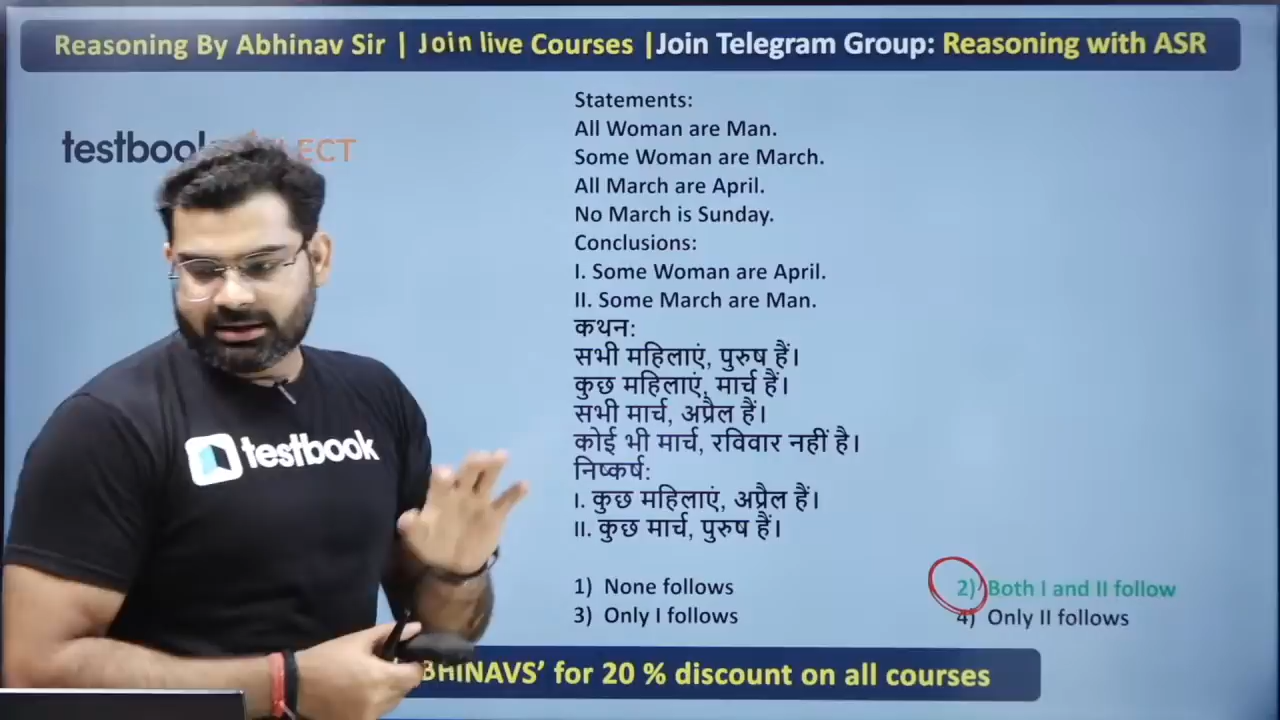 Reasoning By Abhinav Sir | Join live Courses |Join Telegram Group: Reasoning with ASR
testbook
LECT
Statements:
All Woman are Man.
Some Woman are March.
All March are April.
No March is Sunday.
Conclusions:
I. Some Woman are April.
II. Some March are Man.
कथन:
सभी महिलाएं, पुरुष हैं।
कुछ महिलाएं, मार्च हैं।
सभी मार्च, अप्रैल हैं।
कोई भी मार्च, रविवार नहीं है।
निष्कर्ष:
I. कुछ महिलाएं, अप्रैल हैं।
II. कुछ मार्च, पुरुष हैं।
testbook
1) None follows
2) Both I and II follow
3) Only I follows
4) Only II follows
BHINAVS’ for 20 % discount on all courses